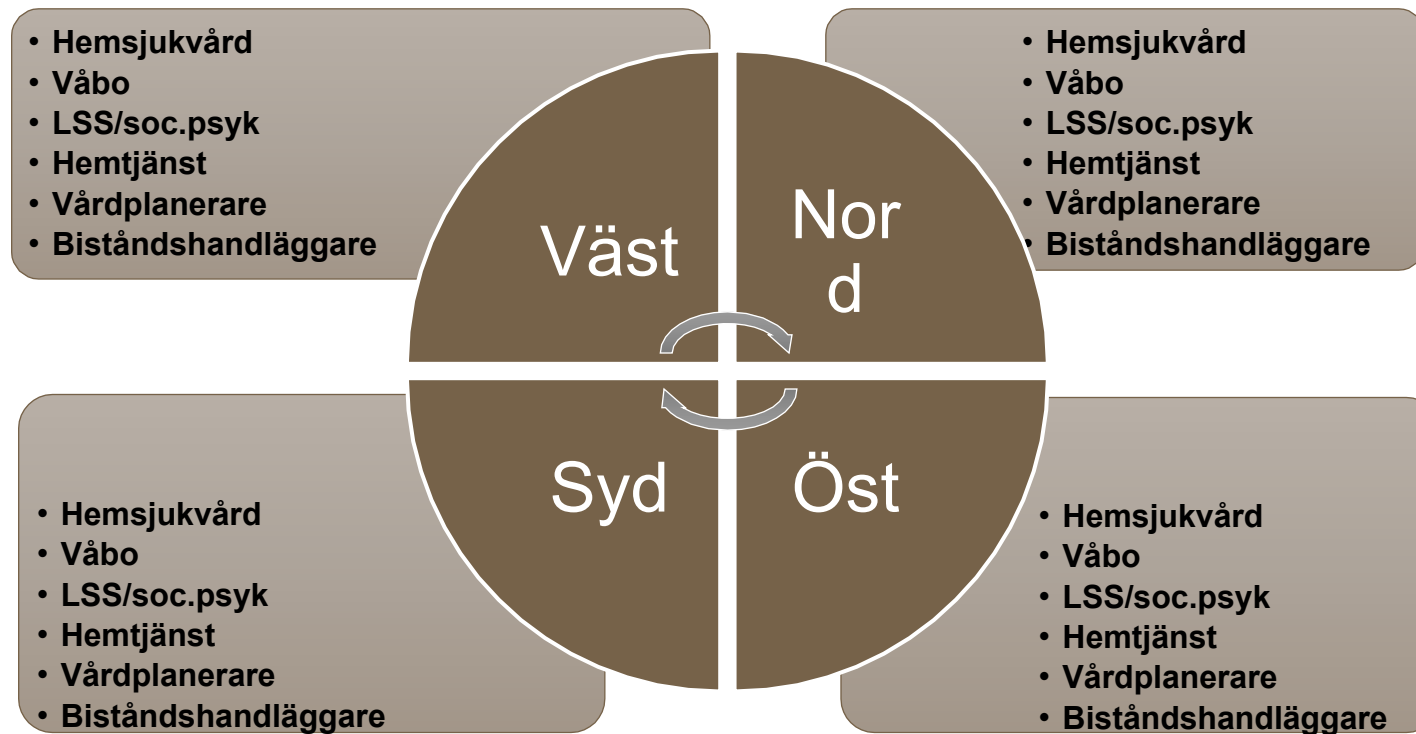 • Hemsjukvård
• Våbo
• LSS/soc.psyk
• Hemtjänst
• Vårdplanerare
• Biståndshandläggare
• Hemsjukvård
• Våbo
• LSS/soc.psyk
• Hemtjänst
• Vårdplanerare
• Biståndshandläggare
Väst
Nor
d
Syd
Öst
• Hemsjukvård
• Våbo
• LSS/soc.psyk
• Hemtjänst
• Vårdplanerare
• Biståndshandläggare
• Hemsjukvård
• Våbo
• LSS/soc.psyk
• Hemtjänst
• Vårdplanerare
• Biståndshandläggare